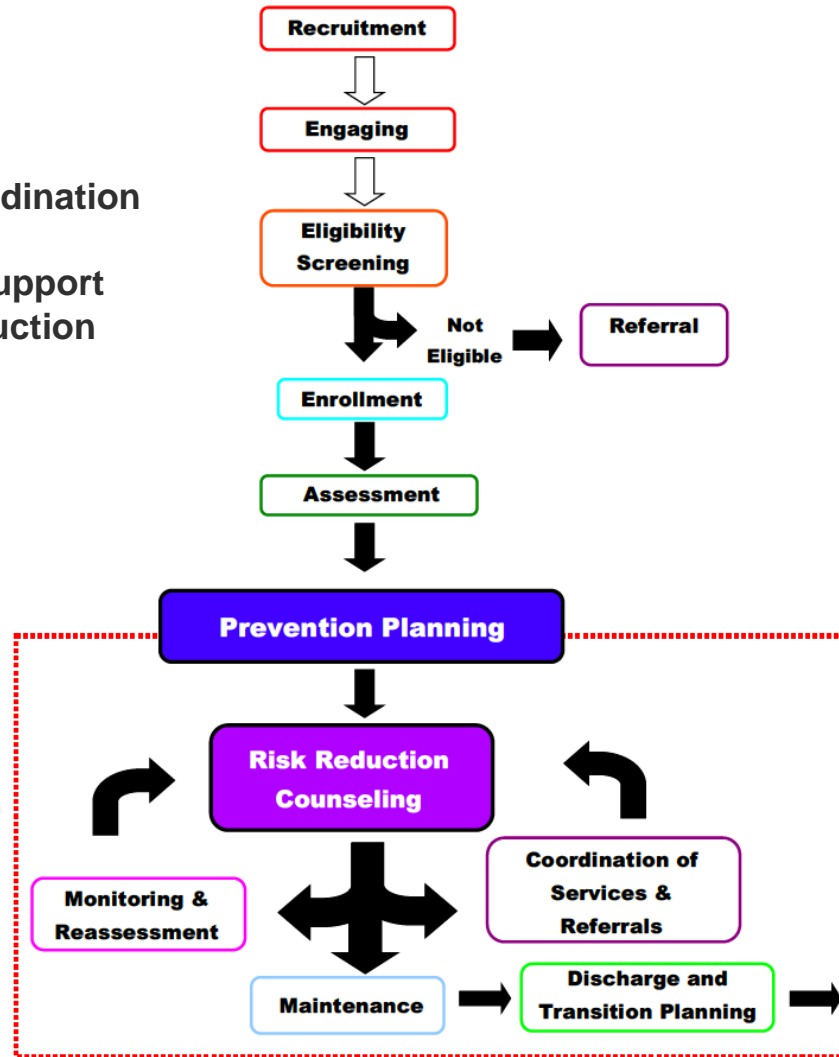 Recruitment
Engaging
dination
Eligibility
Screening
upport
uction
Not
Eligible
Referral
Enrollment
Assessment
Prevention Planning
Risk Reduction
Counseling
Monitoring &
Reassessment
Coordination of
Services &
Referrals
Maintenance
Discharge and
Transition Planning